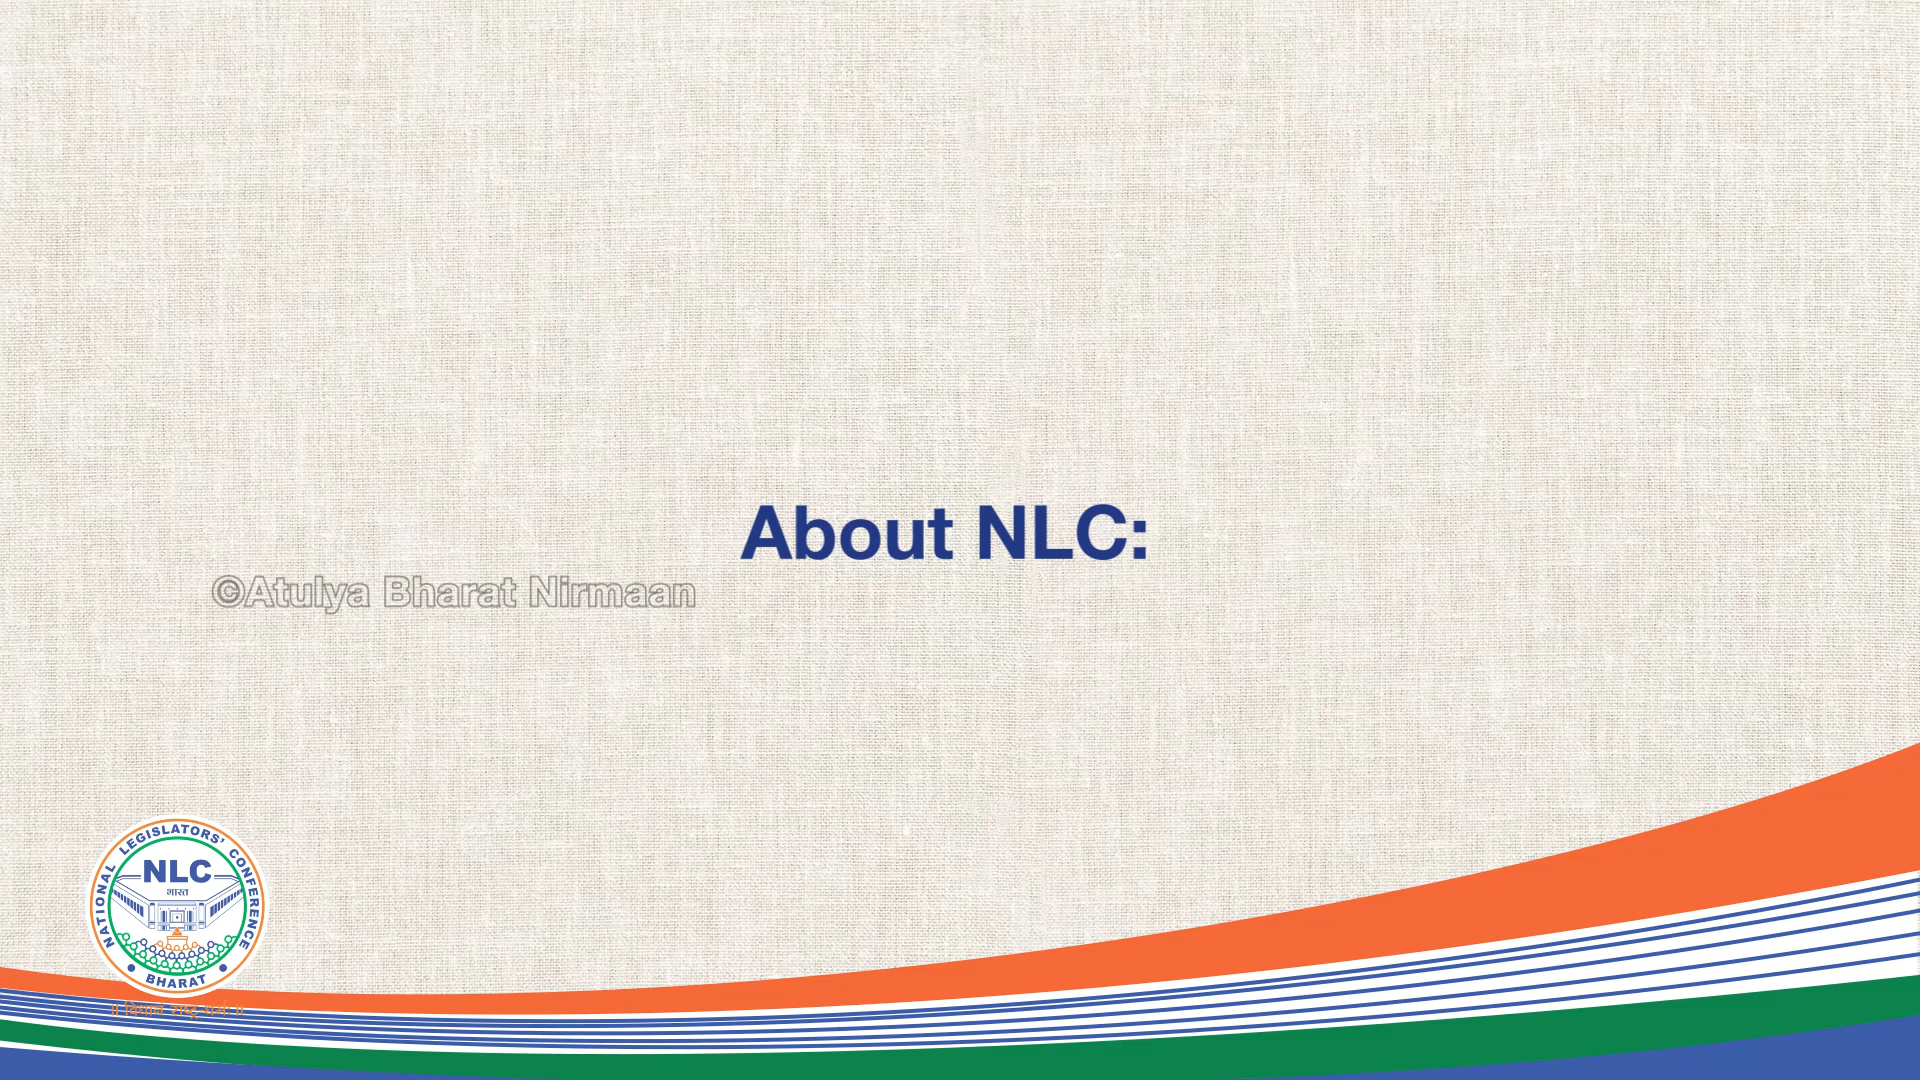 About NLC:
©Atulya Bharat Nirmaan
NATIONAL LEGISLATORS' CONFERENCE
NLC
भारत
BHARAT